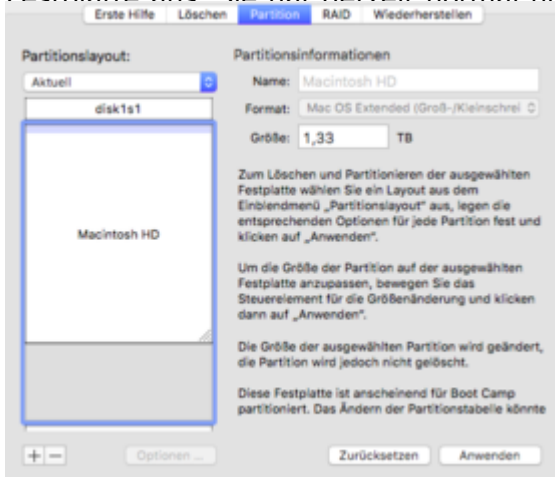 Erste Hilfe Löschen Partition RAID Wiederherstellen
Partitionslayout:
Aktuell
disk1s1
Macintosh HD
Partitionsinformationen
Name: Macintosh HD
Format: Mac OS Extended (Groß-/Kleinschrei
Größe: 1,33 TB
Zum Löschen und Partitionieren der ausgewählten
Festplatte wählen Sie ein Layout aus dem
Einblendmenü „Partitionslayout“ aus, legen die
entsprechenden Optionen für jede Partition fest und
klicken auf „Anwenden“.
Um die Größe der Partition auf der ausgewählten
Festplatte anzupassen, bewegen Sie das
Steuerelement für die Größenänderung und klicken
dann auf „Anwenden“.
Die Größe der ausgewählten Partition wird geändert,
die Partition wird jedoch nicht gelöscht.
Diese Festplatte ist anscheinend für Boot Camp
partitioniert. Das Ändern der Partitionstabelle könnte
+ − Optionen ... Zurücksetzen Anwenden